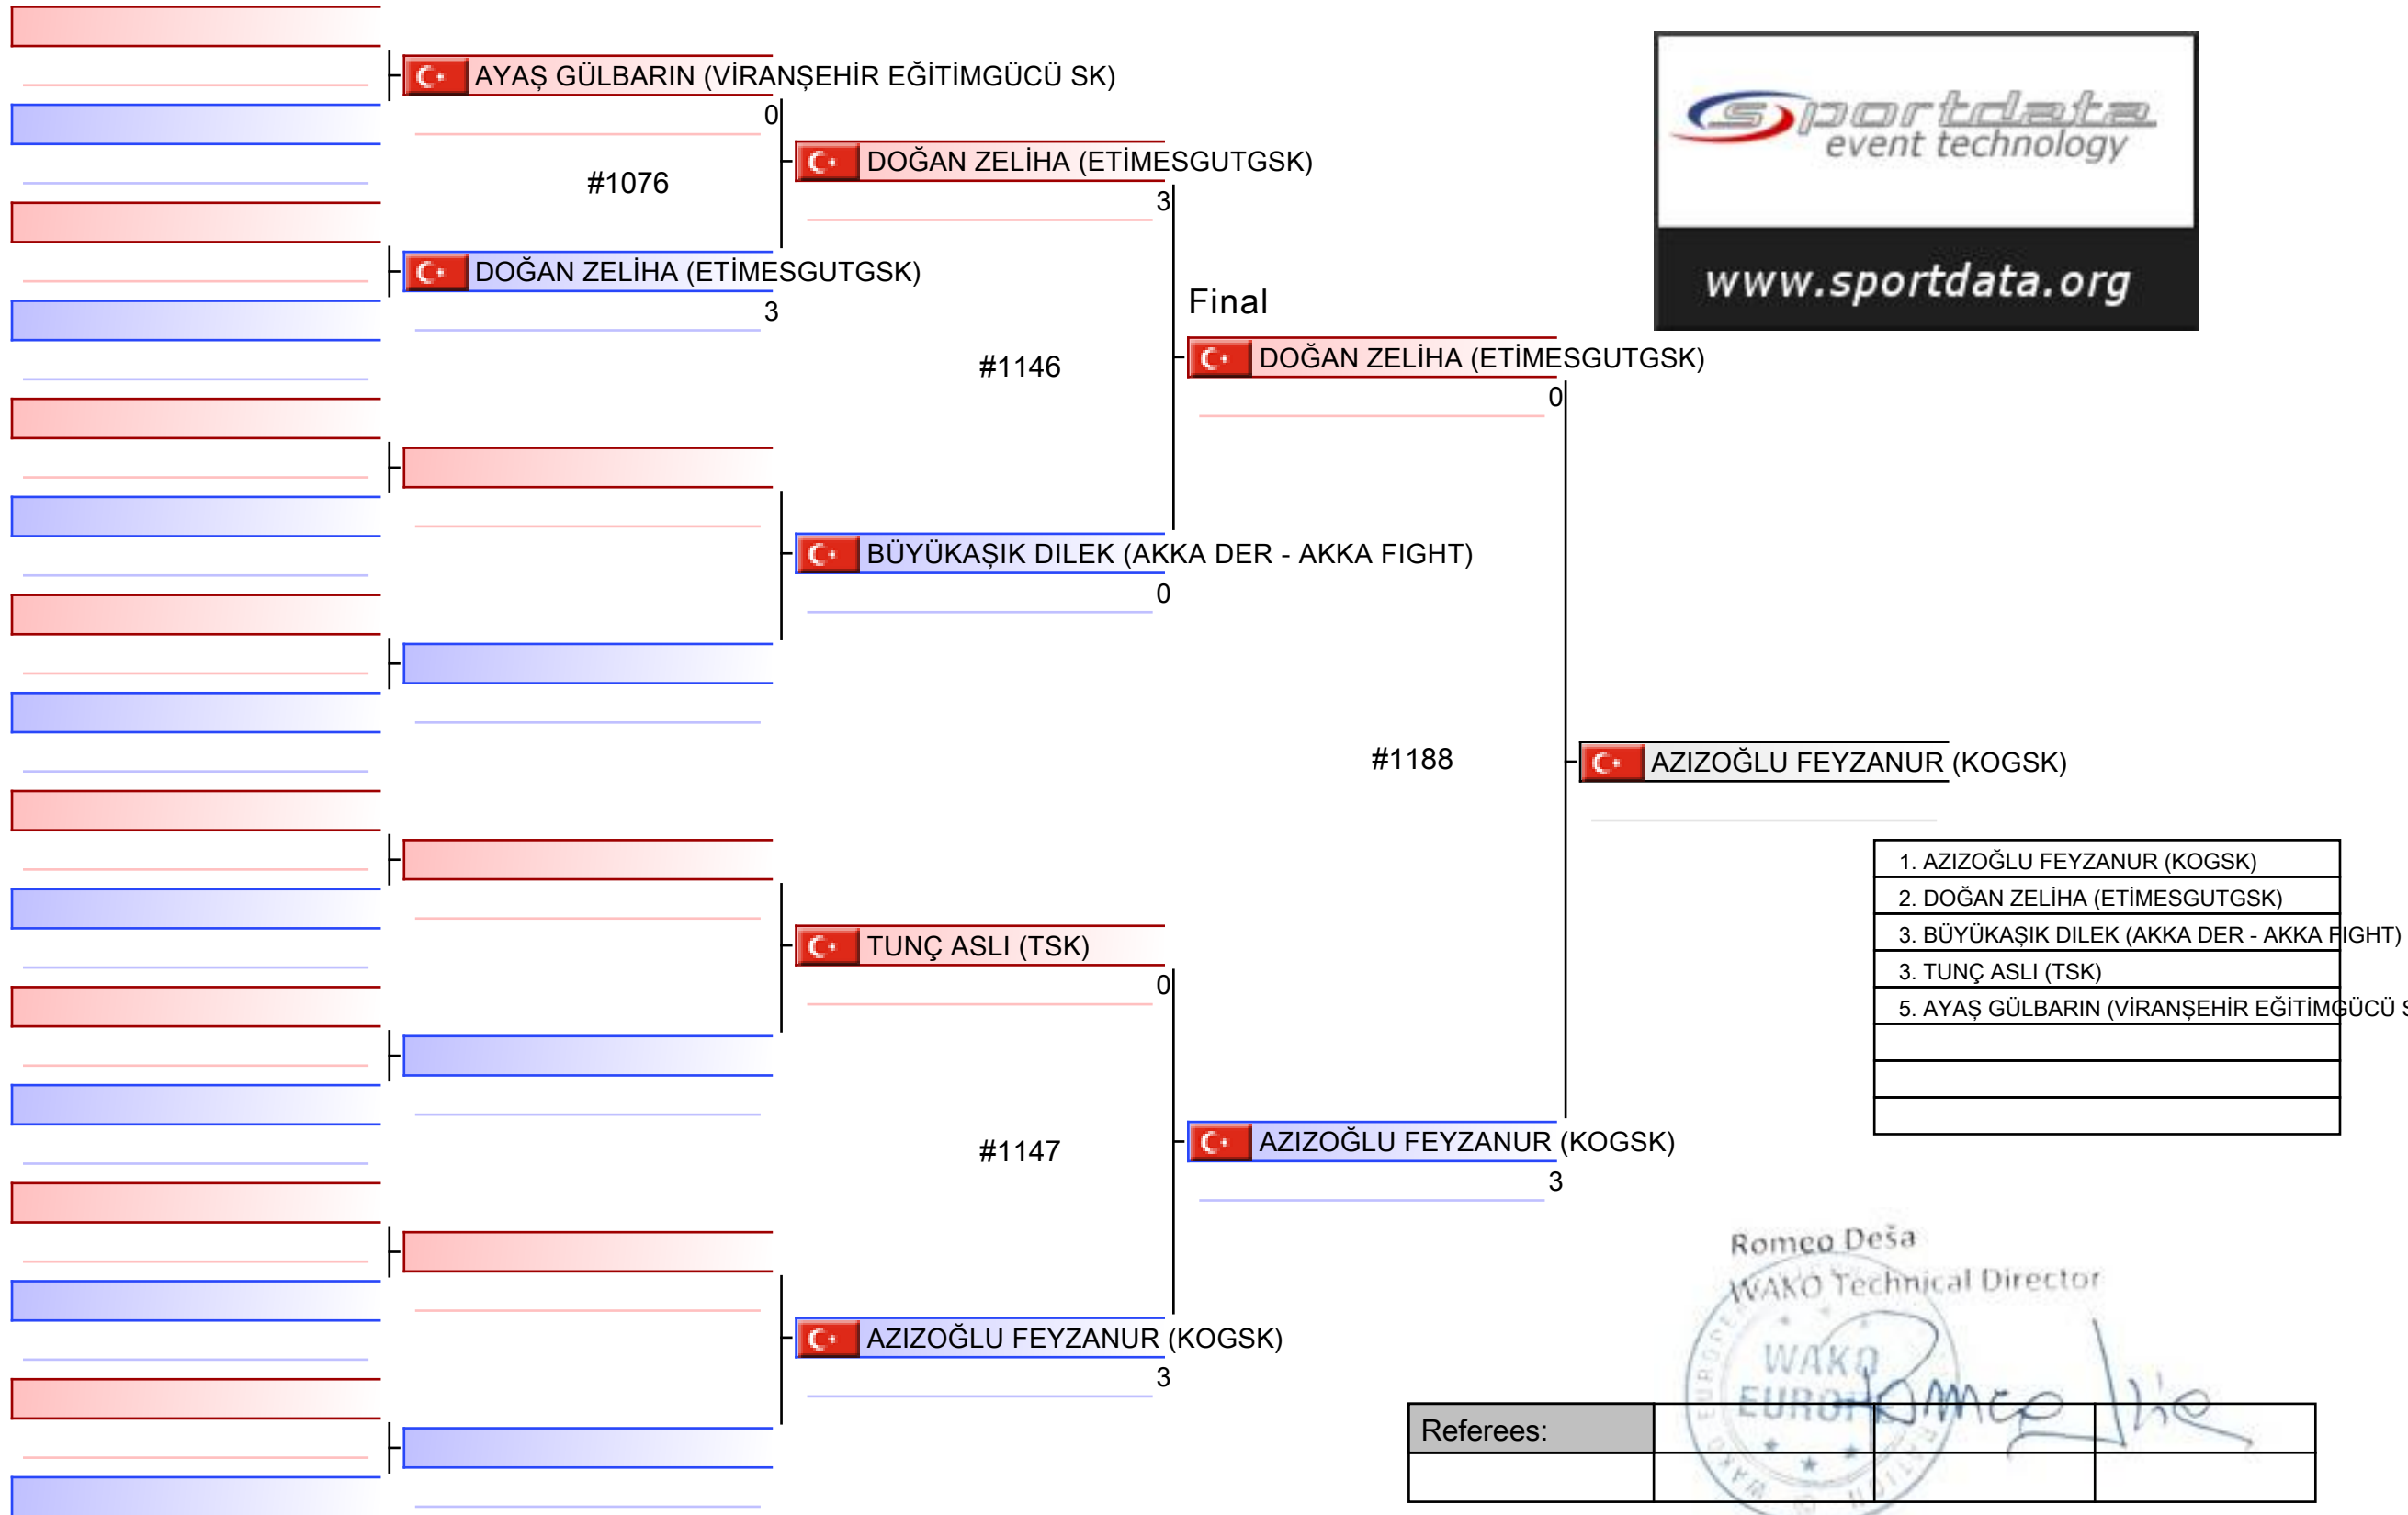 AYAŞ GÜLBARIN (VİRANŞEHİR EĞİTİMGÜCÜ SK)
0
#1076
DOĞAN ZELİHA (ETİMESGUTGSK)
3
DOĞAN ZELİHA (ETİMESGUTGSK)
3
#1146
BÜYÜKAŞIK DILEK (AKKA DER - AKKA FIGHT)
0
TUNÇ ASLI (TSK)
0
#1147
AZIZOĞLU FEYZANUR (KOGSK)
3
Final
DOĞAN ZELİHA (ETİMESGUTGSK)
0
#1188
AZIZOĞLU FEYZANUR (KOGSK)
3
AZIZOĞLU FEYZANUR (KOGSK)
sportdata
event technology
www.sportdata.org
1. AZIZOĞLU FEYZANUR (KOGSK)
2. DOĞAN ZELİHA (ETİMESGUTGSK)
3. BÜYÜKAŞIK DILEK (AKKA DER - AKKA FIGHT)
3. TUNÇ ASLI (TSK)
5. AYAŞ GÜLBARIN (VİRANŞEHİR EĞİTİMGÜCÜ S
Romeo Deša
WAKO Technical Director
WAKO
EUROPE
Referees: